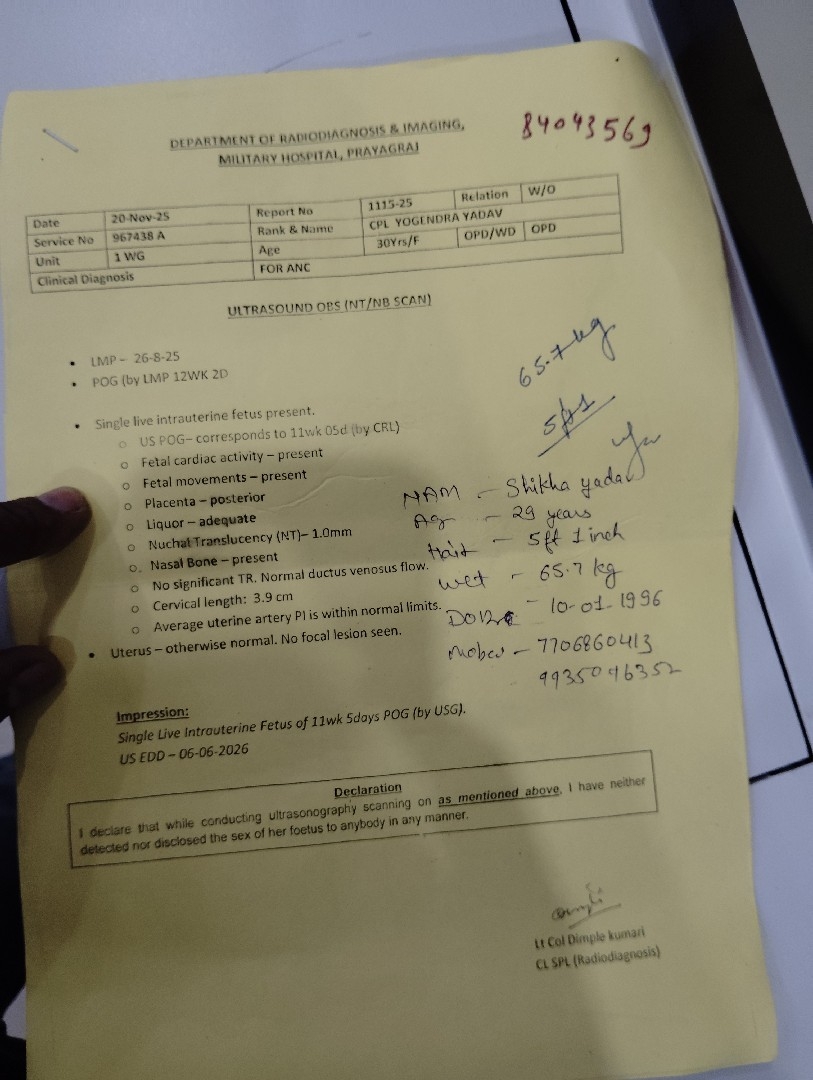 DEPARTMENT OF RADIODIAGNOSIS & IMAGING,
MILITARY HOSPITAL, PRAYAGRAJ
84043569
Date 20-Nov-25 Report No 1115-25 Relation W/O
Service No 967438 A Rank & Name CPL YOGENDRA YADAV
Unit 1 WG Age 30Yrs/F OPD/WD OPD
Clinical Diagnosis FOR ANC
ULTRASOUND OBS (NT/NB SCAN)
• LMP – 26-8-25
• POG (by LMP 12WK 2D
65.7 kg
• Single live intrauterine fetus present.
o US POG– corresponds to 11wk 05d (by CRL)
o Fetal cardiac activity – present
o Fetal movements – present
o Placenta – posterior
o Liquor – adequate
o Nuchal Translucency (NT)– 1.0mm
o. Nasal Bone – present
o No significant TR. Normal ductus venosus flow.
o Cervical length: 3.9 cm
o Average uterine artery PI is within normal limits.
• Uterus – otherwise normal. No focal lesion seen.
NAM – Shikha yadav
Ag – 29 years
Hait – 5ft 1 inch
wet – 65.7 kg
– 10-01-1996
– 7706860413
Impression:
Single Live Intrauterine Fetus of 11wk 5days POG (by USG).
US EDD – 06-06-2026
Declaration
I declare that while conducting ultrasonography scanning on as mentioned above, I have neither
detected nor disclosed the sex of her foetus to anybody in any manner.
Lt Col Dimple kumari
CL SPL (Radiodiagnosis)